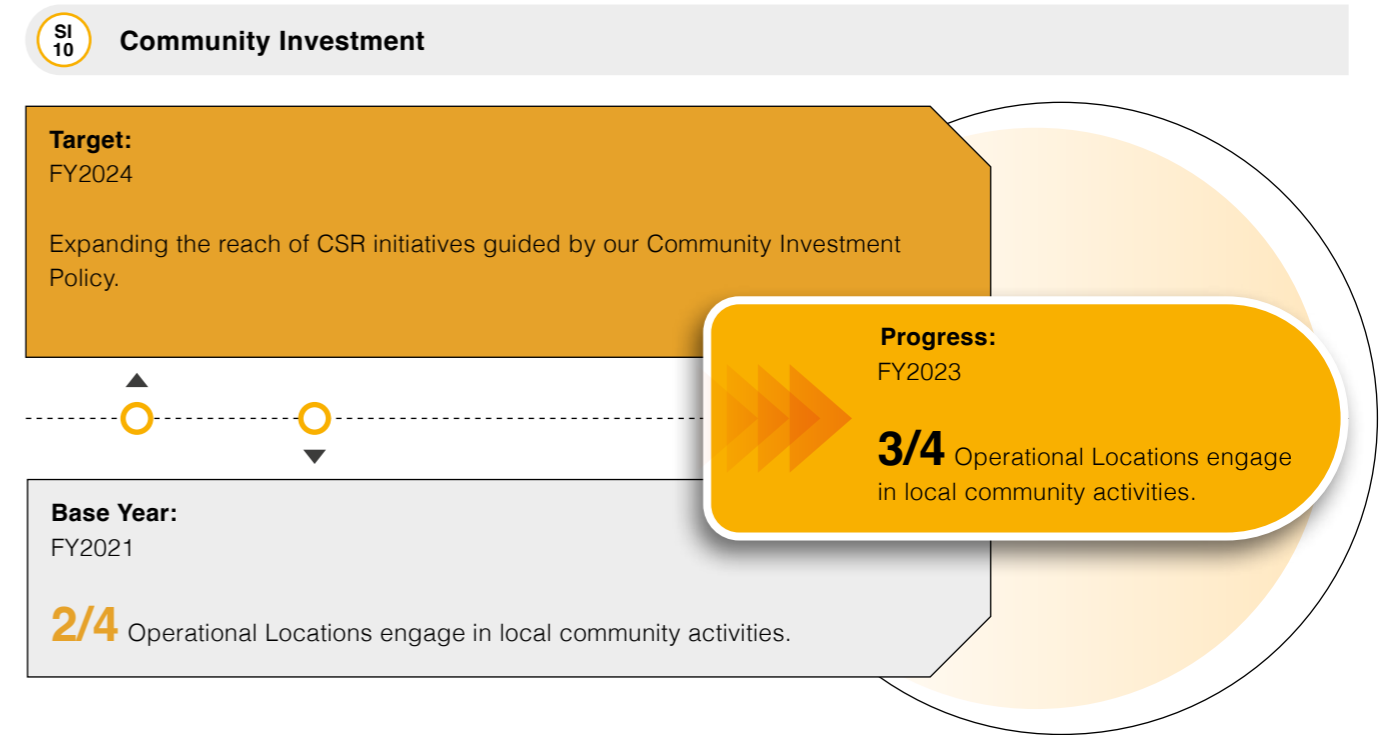 SI
10
Community Investment
Target:
FY2024
Expanding the reach of CSR initiatives guided by our Community Investment
Policy.
Progress:
FY2023
3/4 Operational Locations engage
in local community activities.
Base Year:
FY2021
2/4 Operational Locations engage in local community activities.